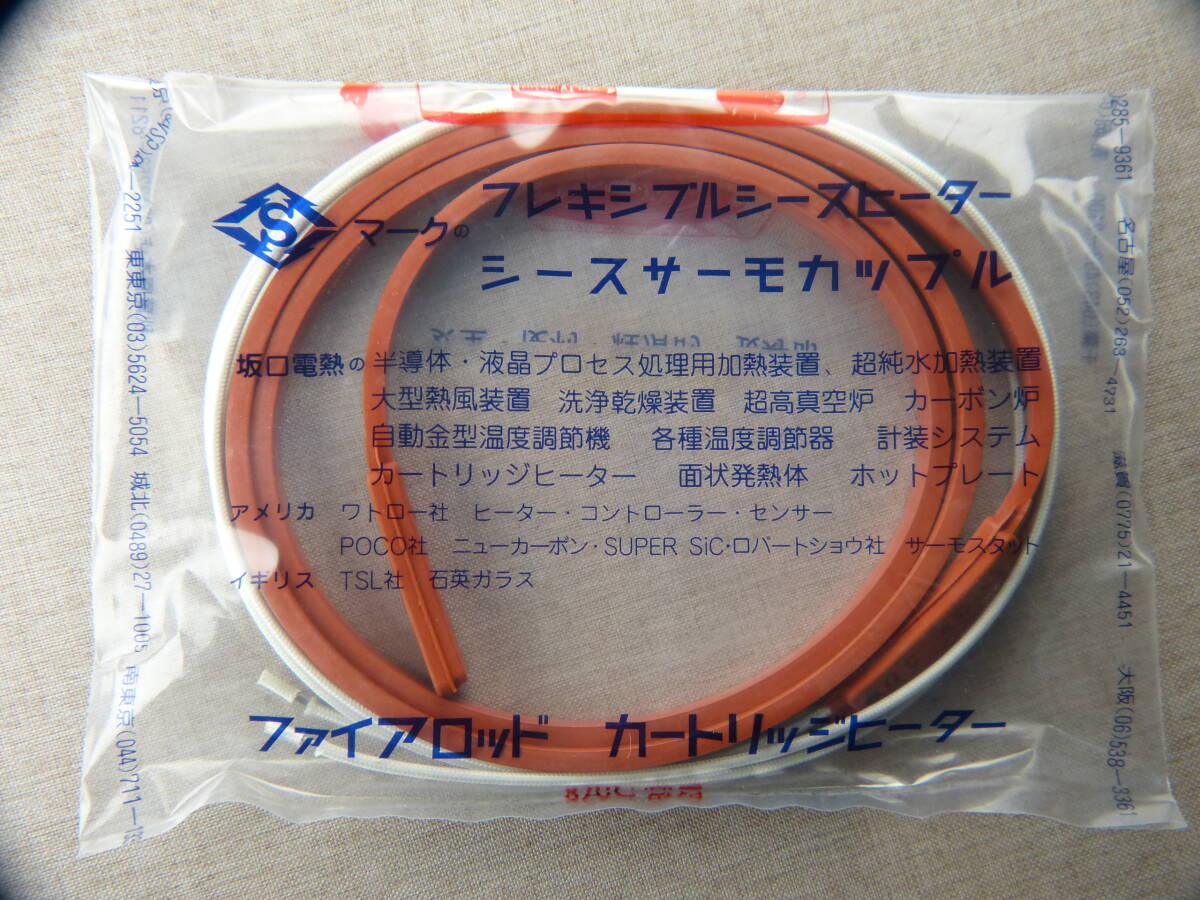 S マークの
フレキシブルシースヒーター
シースサーモカップル
坂口電熱の 半導体・液晶プロセス処理用加熱装置、 超純水加熱装置
大型熱風装置 洗浄乾燥装置 超高真空炉 カーボン炉
自動金型温度調節機 各種温度調節器 計装システム
カートリッジヒーター 面状発熱体 ホットプレート
アメリカ ワトロー社 ヒーター・コントローラー・センサー
POCO社 ニューカーボン・SUPER SiC・ロバートショウ社 サーモスタット
イギリス TSL社 石英ガラス
ファイアロッド カートリッジヒーター
2251 東東京(03)5624-5054 城北(0489)27-1005 南東京(044)711
285-9361 名古屋(052)263-4731 滋賀(0775)21-4451 大阪(06)538-3361